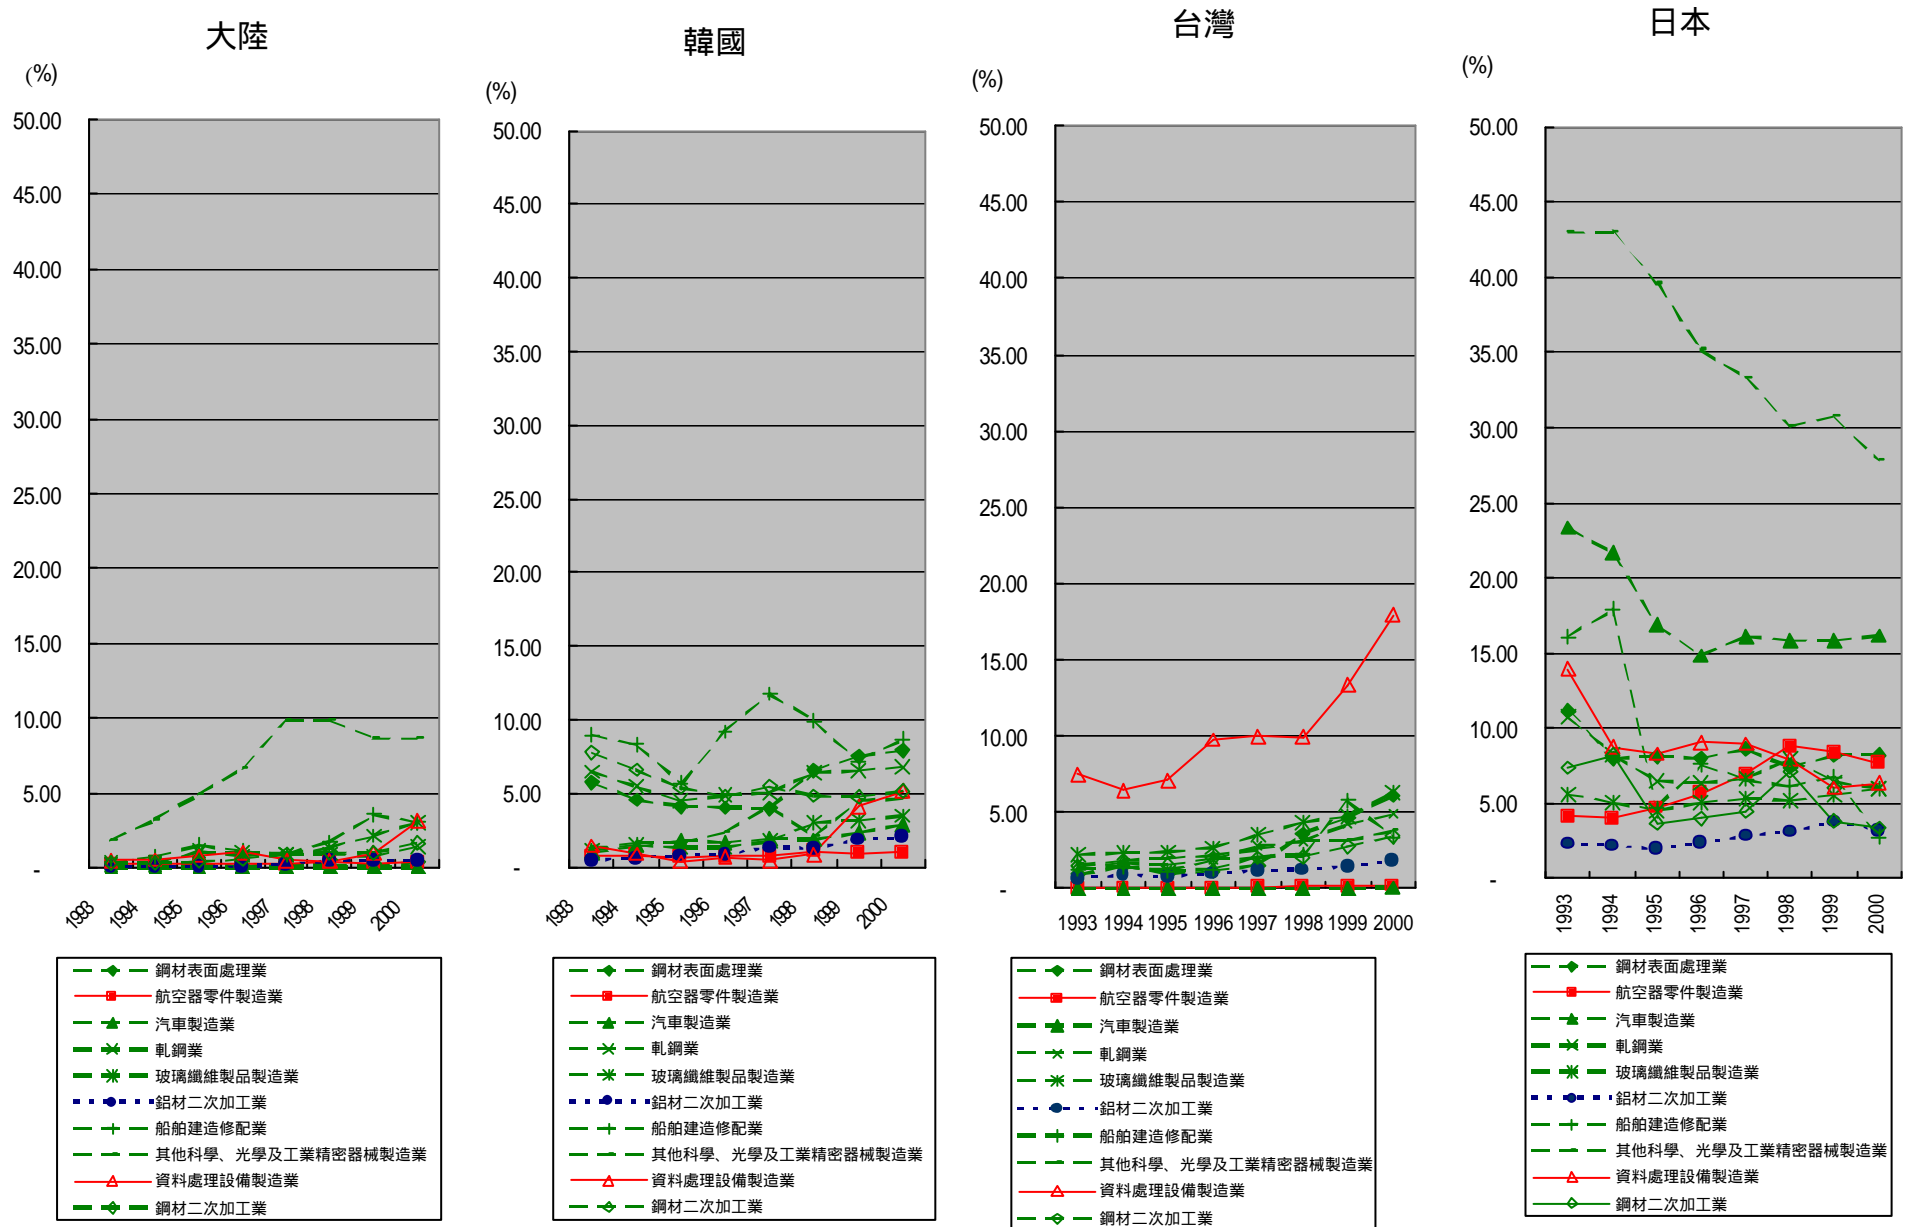 大陸
(%)
50.00
45.00
40.00
35.00
30.00
25.00
20.00
15.00
10.00
5.00
-
1993 1994 1995 1996 1997 1998 1999 2000
鋼材表面處理業
航空器零件製造業
汽車製造業
軋鋼業
玻璃纖維製品製造業
鋁材二次加工業
船舶建造修配業
其他科學、光學及工業精密器械製造業
資料處理設備製造業
鋼材二次加工業
韓國
(%)
50.00
45.00
40.00
35.00
30.00
25.00
20.00
15.00
10.00
5.00
-
1993 1994 1995 1996 1997 1998 1999 2000
鋼材表面處理業
航空器零件製造業
汽車製造業
軋鋼業
玻璃纖維製品製造業
鋁材二次加工業
船舶建造修配業
其他科學、光學及工業精密器械製造業
資料處理設備製造業
鋼材二次加工業
台灣
(%)
50.00
45.00
40.00
35.00
30.00
25.00
20.00
15.00
10.00
5.00
-
1993 1994 1995 1996 1997 1998 1999 2000
鋼材表面處理業
航空器零件製造業
汽車製造業
軋鋼業
玻璃纖維製品製造業
鋁材二次加工業
船舶建造修配業
其他科學、光學及工業精密器械製造業
資料處理設備製造業
鋼材二次加工業
日本
(%)
50.00
45.00
40.00
35.00
30.00
25.00
20.00
15.00
10.00
5.00
-
1993 1994 1995 1996 1997 1998 1999 2000
鋼材表面處理業
航空器零件製造業
汽車製造業
軋鋼業
玻璃纖維製品製造業
鋁材二次加工業
船舶建造修配業
其他科學、光學及工業精密器械製造業
資料處理設備製造業
鋼材二次加工業